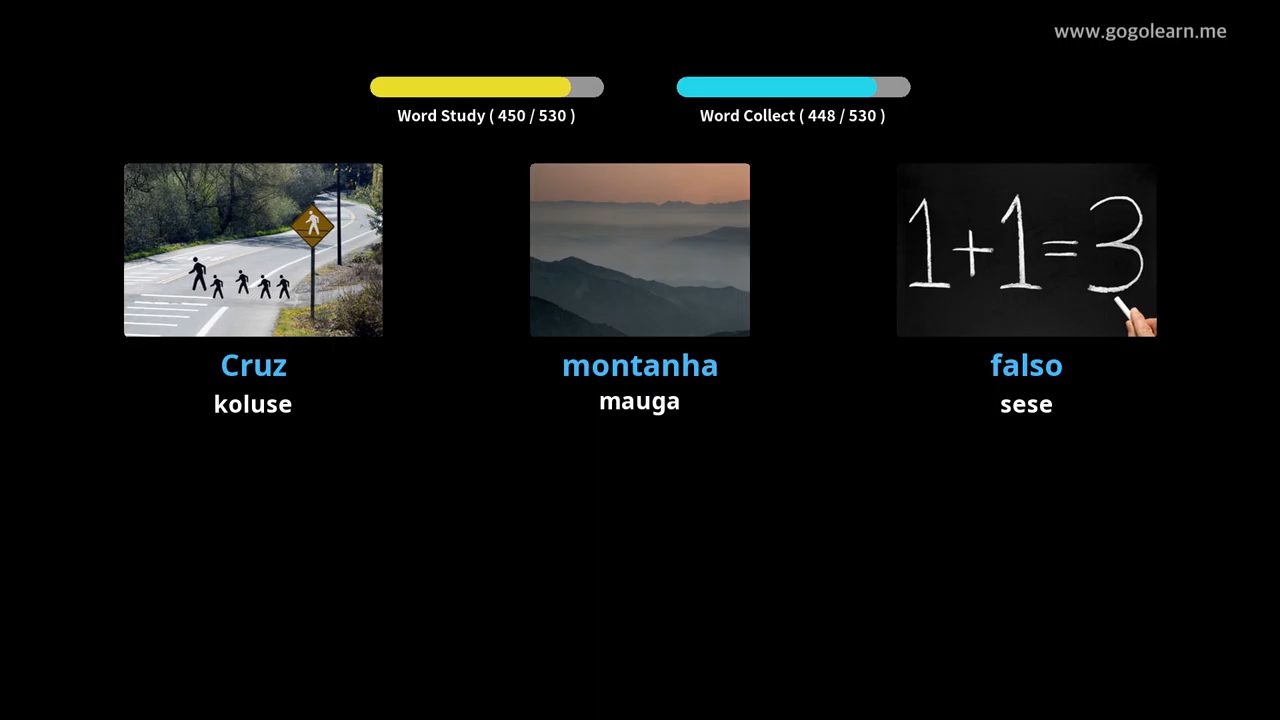 www.gogolearn.me
Word Study ( 450 / 530 )
Word Collect ( 448 / 530 )
1+1=3
Cruz
montanha
falso
koluse
mauga
sese